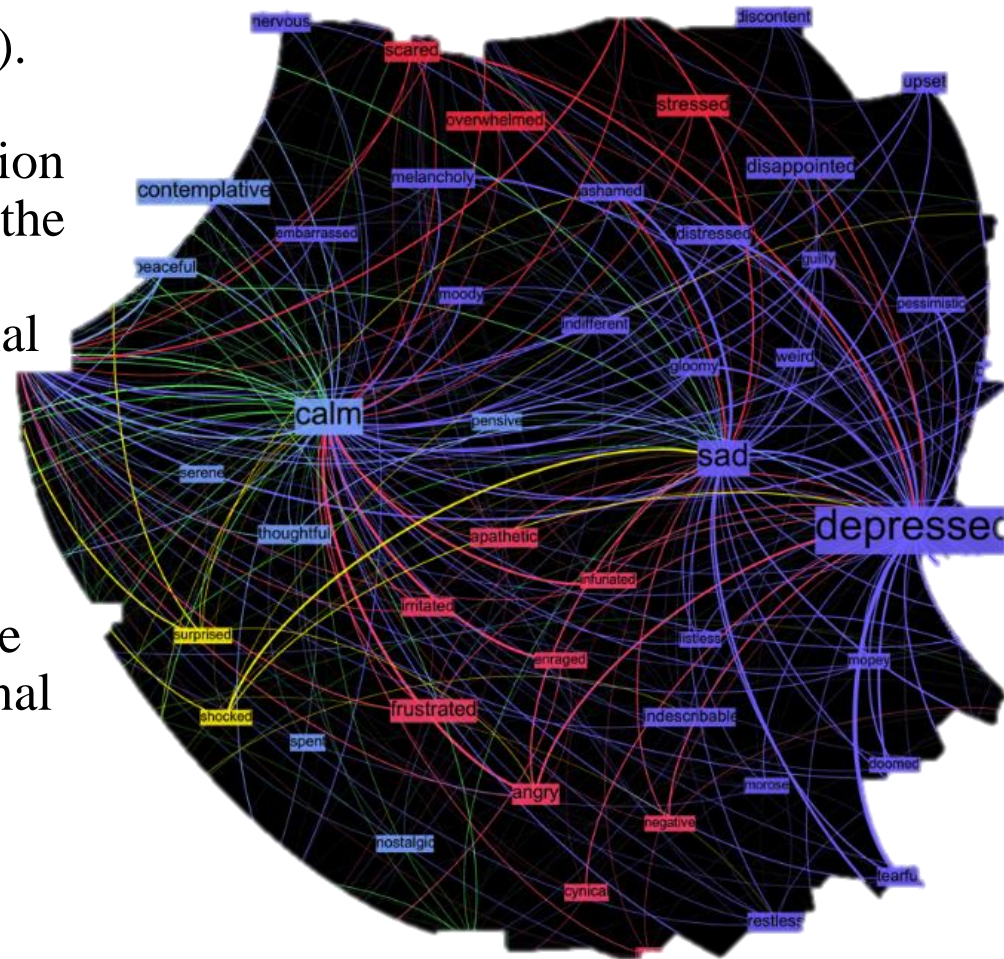 nervous
discontent
).
scared
upset
overwhelmed
stressed
ion
disappointed
melancholy
contemplative
ashamed
the
embarrassed
distressed
guilty
peaceful
moody
pessimistic
indifferent
al
weird
gloomy
calm
pensive
sad
serene
depressed
thoughtful
apathetic
infunated
irritated
surprised
listless
e
enraged
mopey
nal
frustrated
shocked
indescribable
spent
doomed
morose
angry
negative
nostalgic
tearfu
cynical
restless